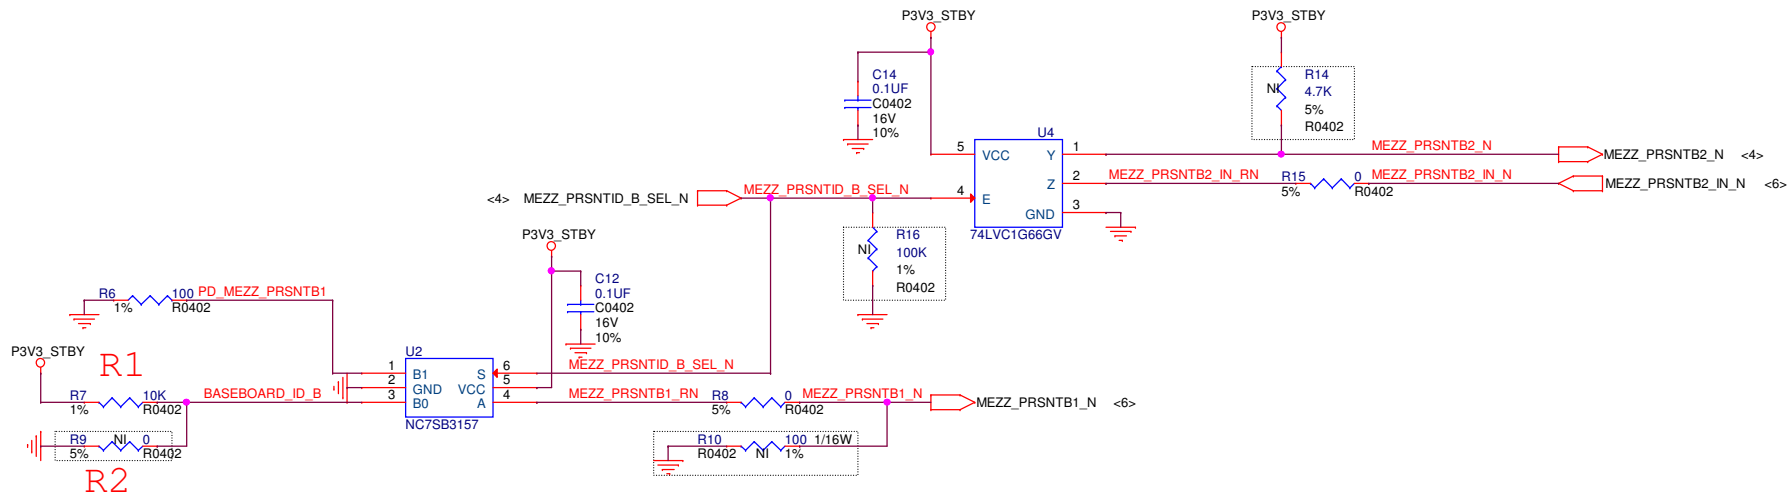 P3V3_STBY
P3V3_STBY
C14
0.1UF
C0402
16V
10%
NI
R14
4.7K
5%
R0402
U4
5 VCC Y 1
MEZZ_PRSNTB2_N
MEZZ_PRSNTB2_N <4>
Z 2
MEZZ_PRSNTB2_IN_RN
R15 0
5% R0402
MEZZ_PRSNTB2_IN_N
MEZZ_PRSNTB2_IN_N <6>
<4> MEZZ_PRSNTID_B_SEL_N
MEZZ_PRSNTID_B_SEL_N
4 E
GND 3
74LVC1G66GV
NI
R16
100K
1%
R0402
P3V3_STBY
C12
0.1UF
C0402
16V
10%
R6 100 PD_MEZZ_PRSNTB1
1% R0402
P3V3_STBY
R1
U2
1 B1 S 6
MEZZ_PRSNTID_B_SEL_N
2 GND VCC 5
3 B0 A 4
NC7SB3157
R7 10K
1% R0402
BASEBOARD_ID_B
MEZZ_PRSNTB1_RN
R8 0
5% R0402
MEZZ_PRSNTB1_N
MEZZ_PRSNTB1_N <6>
R9 NI 0
5% R0402
R10 100 1/16W
R0402 NI 1%
R2